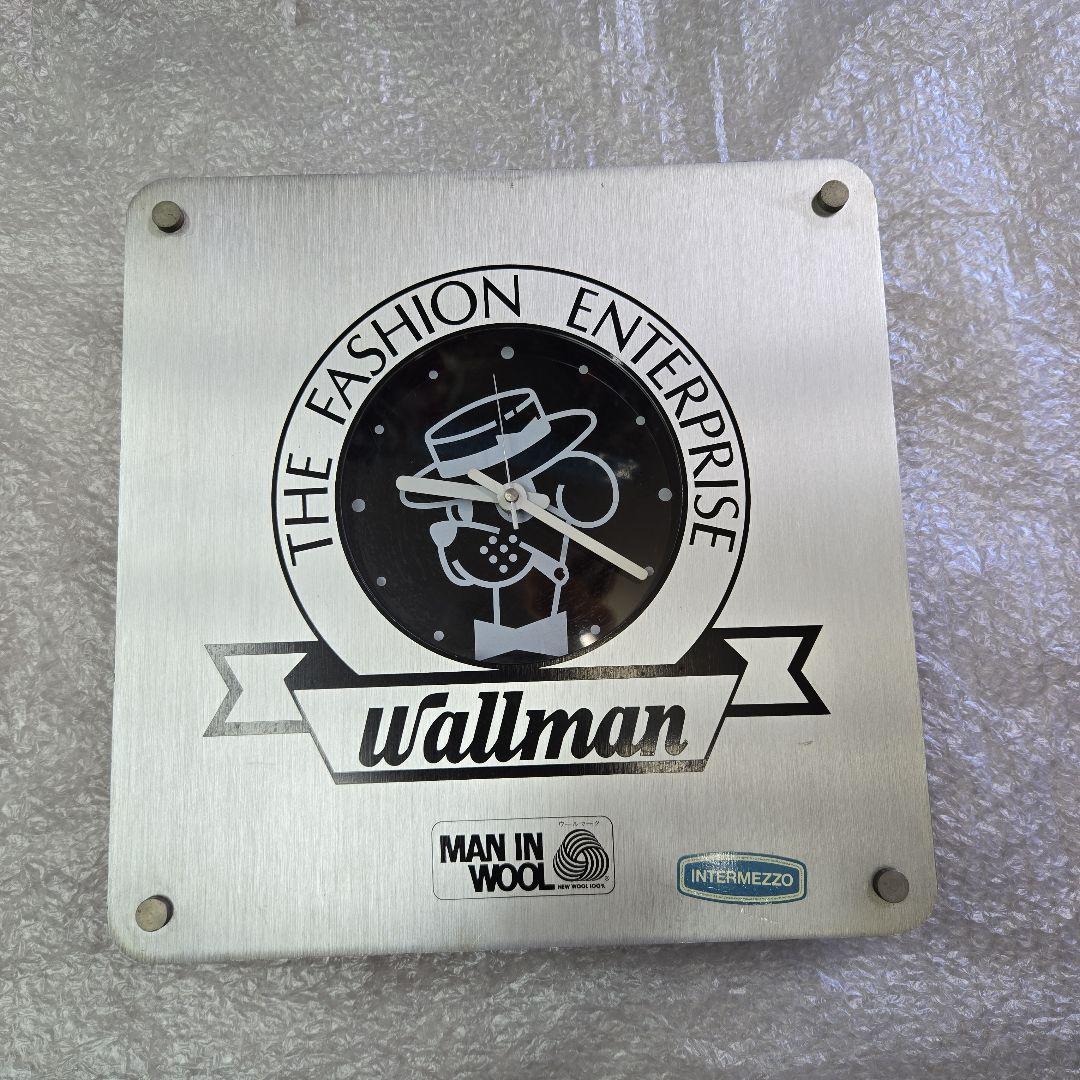 THE FASHION ENTERPRISE
Wallman
ウールマーク
MAN IN
WOOL
NEW WOOL 100%
INTERMEZZO